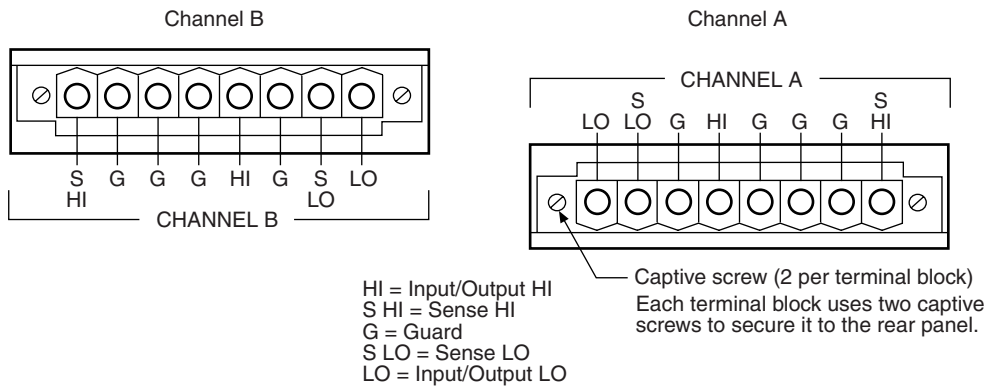 Channel B
S HI G G G HI G S LO LO
CHANNEL B
Channel A
CHANNEL A
LO S LO G HI G G G S HI
Captive screw (2 per terminal block)
Each terminal block uses two captive
screws to secure it to the rear panel.
HI = Input/Output HI
S HI = Sense HI
G = Guard
S LO = Sense LO
LO = Input/Output LO